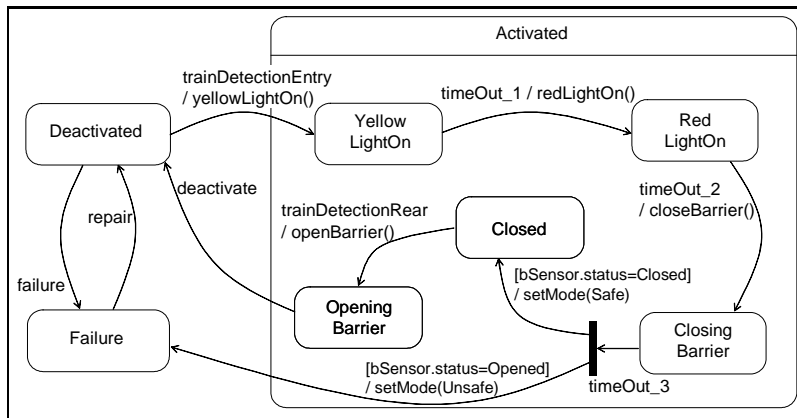 Activated
trainDetectionEntry
/ yellowLightOn()
timeOut_1 / redLightOn()
Deactivated
Yellow
LightOn
Red
LightOn
deactivate
timeOut_2
/ closeBarrier()
trainDetectionRear
/ openBarrier()
repair
Closed
[bSensor.status=Closed]
/ setMode(Safe)
failure
Opening
Barrier
Failure
Closing
Barrier
[bSensor.status=Opened]
/ setMode(Unsafe)
timeOut_3